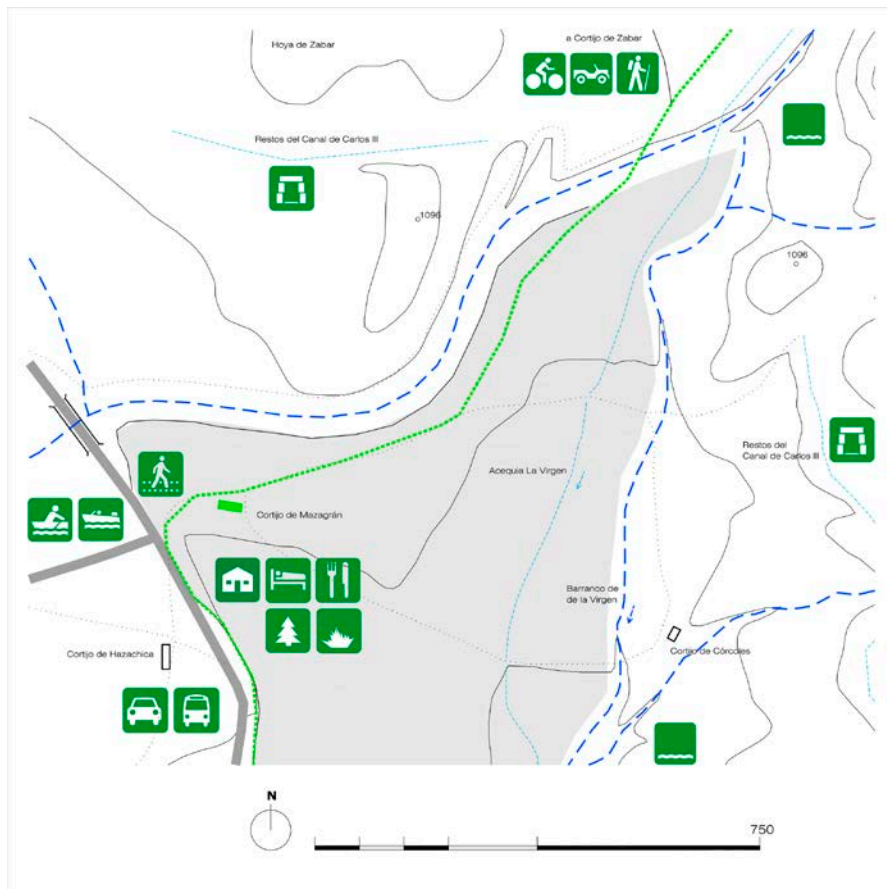 Hoya de Zabar
a Cortijo de Zabar
Restos del Canal de Carlos III
1096
1096
Restos del
Canal de Carlos III
Acequia La Virgen
Cortijo de Mazagrán
Barranco de
de la Virgen
Cortijo de Hazachica
Cortijo de Córcoles
N
750